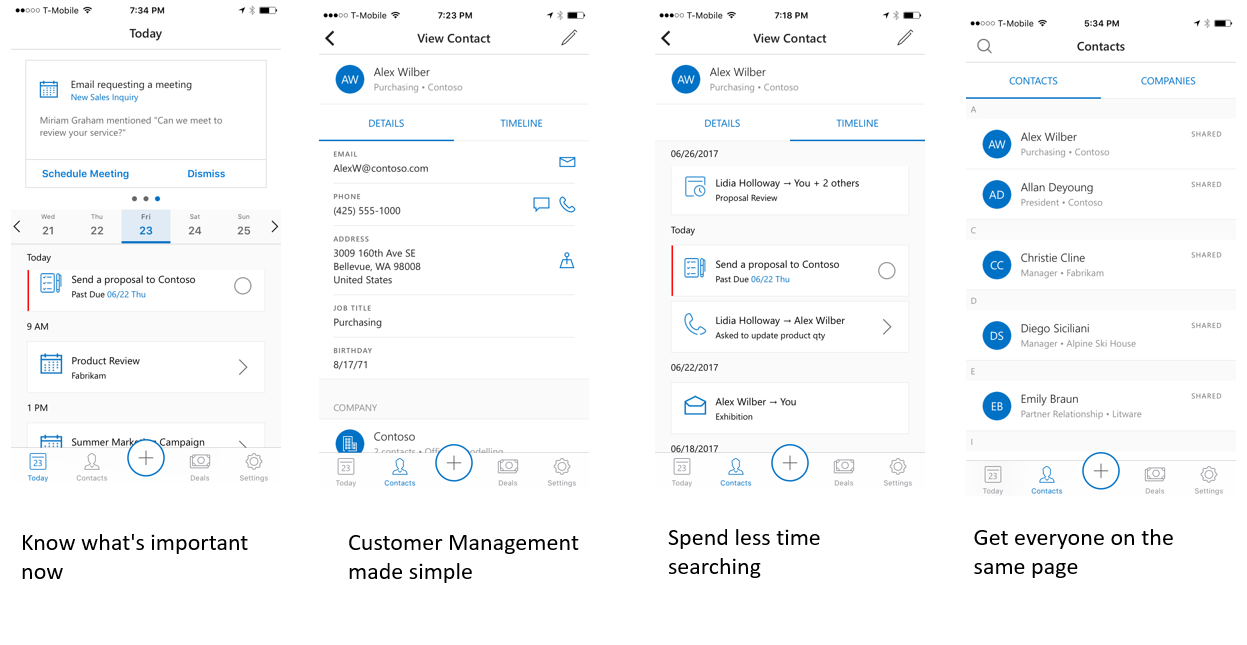 T-Mobile 7:34 PM
Today
Email requesting a meeting
New Sales Inquiry
Miriam Graham mentioned "Can we meet to
review your service?"
Schedule Meeting Dismiss
Wed Thu Fri Sat Sun
21 22 23 24 25
Today
Send a proposal to Contoso
Past Due 06/22 Thu
9 AM
Product Review
Fabrikam
1 PM
Summer Marketing Campaign
23
Today Contacts Deals Settings
Know what's important
now
T-Mobile 7:23 PM
View Contact
AW
Alex Wilber
Purchasing • Contoso
DETAILS TIMELINE
EMAIL
AlexW@contoso.com
PHONE
(425) 555-1000
ADDRESS
3009 160th Ave SE
Bellevue, WA 98008
United States
JOB TITLE
Purchasing
BIRTHDAY
8/17/71
COMPANY
Contoso
2 contacts •
23
Today Contacts Deals Settings
Customer Management
made simple
T-Mobile 7:18 PM
View Contact
AW
Alex Wilber
Purchasing • Contoso
DETAILS TIMELINE
06/26/2017
Lidia Holloway → You + 2 others
Proposal Review
Today
Send a proposal to Contoso
Past Due 06/22 Thu
Lidia Holloway → Alex Wilber
Asked to update product qty
06/22/2017
Alex Wilber → You
Exhibition
06/18/2017
23
Today Contacts Deals Settings
Spend less time
searching
T-Mobile 5:34 PM
Contacts
CONTACTS COMPANIES
A
AW Alex Wilber SHARED
Purchasing • Contoso
AD Allan Deyoung SHARED
President • Contoso
C
CC Christie Cline SHARED
Manager • Fabrikam
D
DS Diego Siciliani SHARED
Manager • Alpine Ski House
E
EB Emily Braun SHARED
Partner Relationship • Litware
I
23
Today Contacts Deals Settings
Get everyone on the
same page